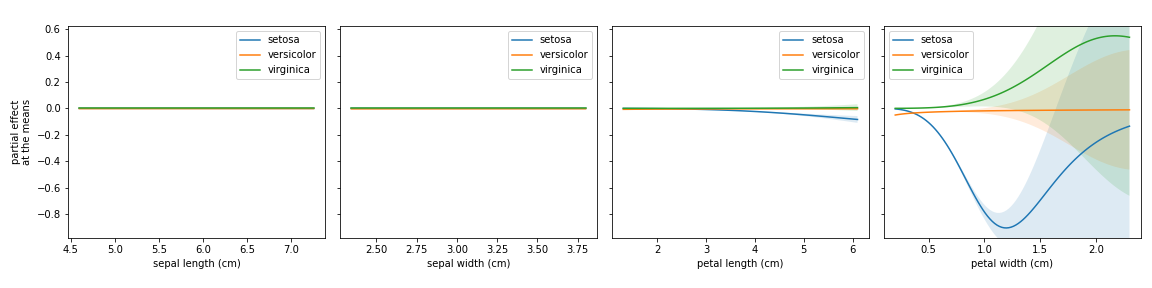 0.6
0.4
0.2
0.0
−0.2
−0.4
−0.6
−0.8
partial effect
at the means
setosa
versicolor
virginica
4.5 5.0 5.5 6.0 6.5 7.0
sepal length (cm)
setosa
versicolor
virginica
2.50 2.75 3.00 3.25 3.50 3.75
sepal width (cm)
setosa
versicolor
virginica
2 3 4 5 6
petal length (cm)
setosa
versicolor
virginica
0.5 1.0 1.5 2.0
petal width (cm)